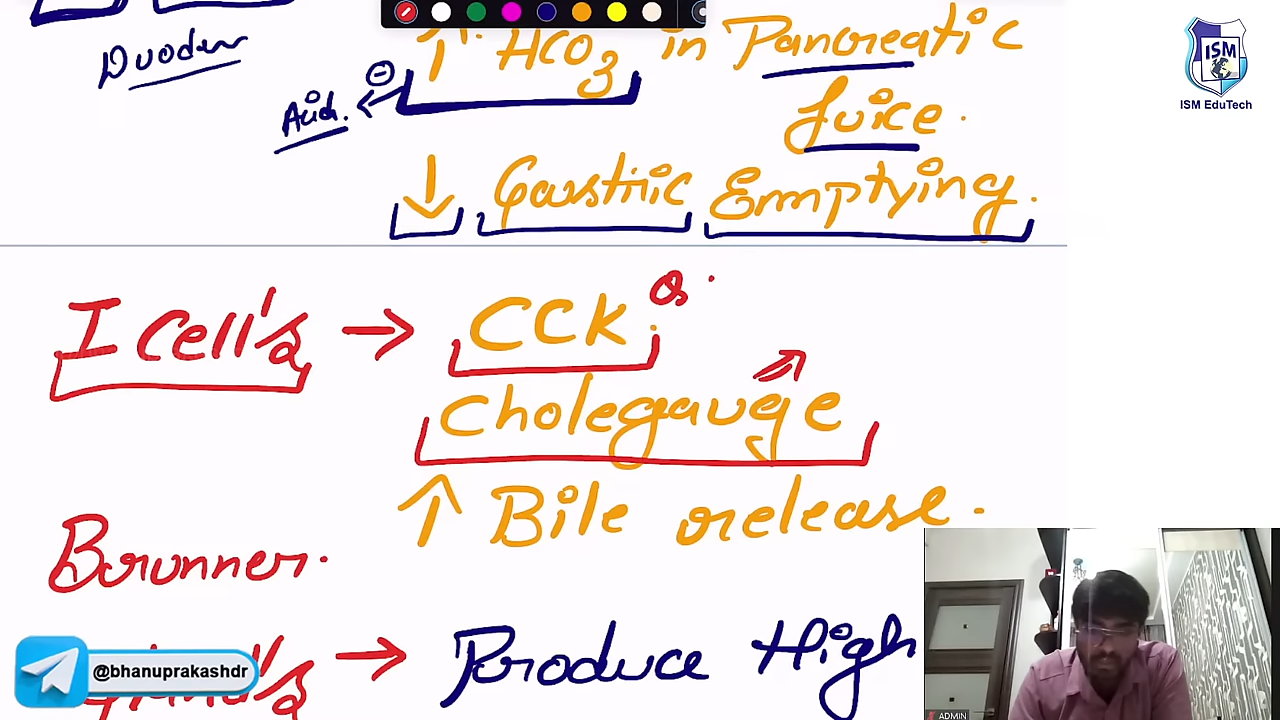 ↑ HCO3 in Pancreatic
Duoden
Juice.
Acid.
↓ Gastric Emptying.
I Cell's → CCK. Q.
Cholegauge
↑ Bile release.
Brunner.
→ Produce High
@bhanuprakashdr
ISM
ISM EduTech
ADMIN